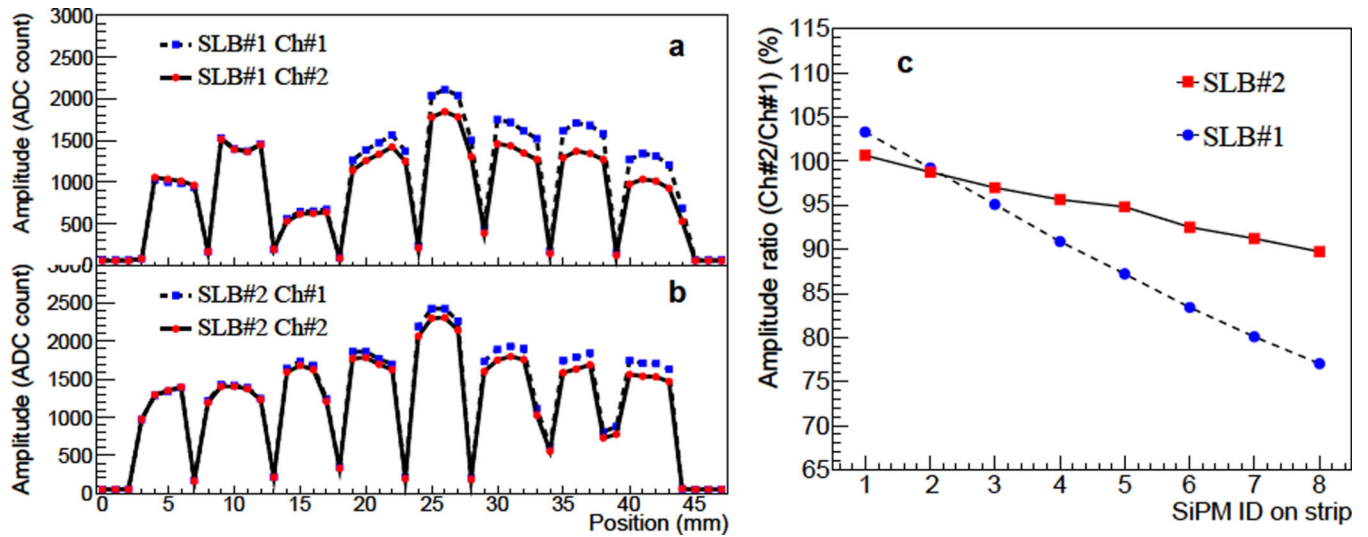 Amplitude (ADC count)
3000
2500
2000
1500
1000
500
0
SLB#1 Ch#1
SLB#1 Ch#2
a
Amplitude (ADC count)
3000
2500
2000
1500
1000
500
0
SLB#2 Ch#1
SLB#2 Ch#2
b
0 5 10 15 20 25 30 35 40 45
Position (mm)
Amplitude ratio (Ch#2/Ch#1) (%)
115
110
105
100
95
90
85
80
75
70
65
c
SLB#2
SLB#1
1 2 3 4 5 6 7 8
SiPM ID on strip